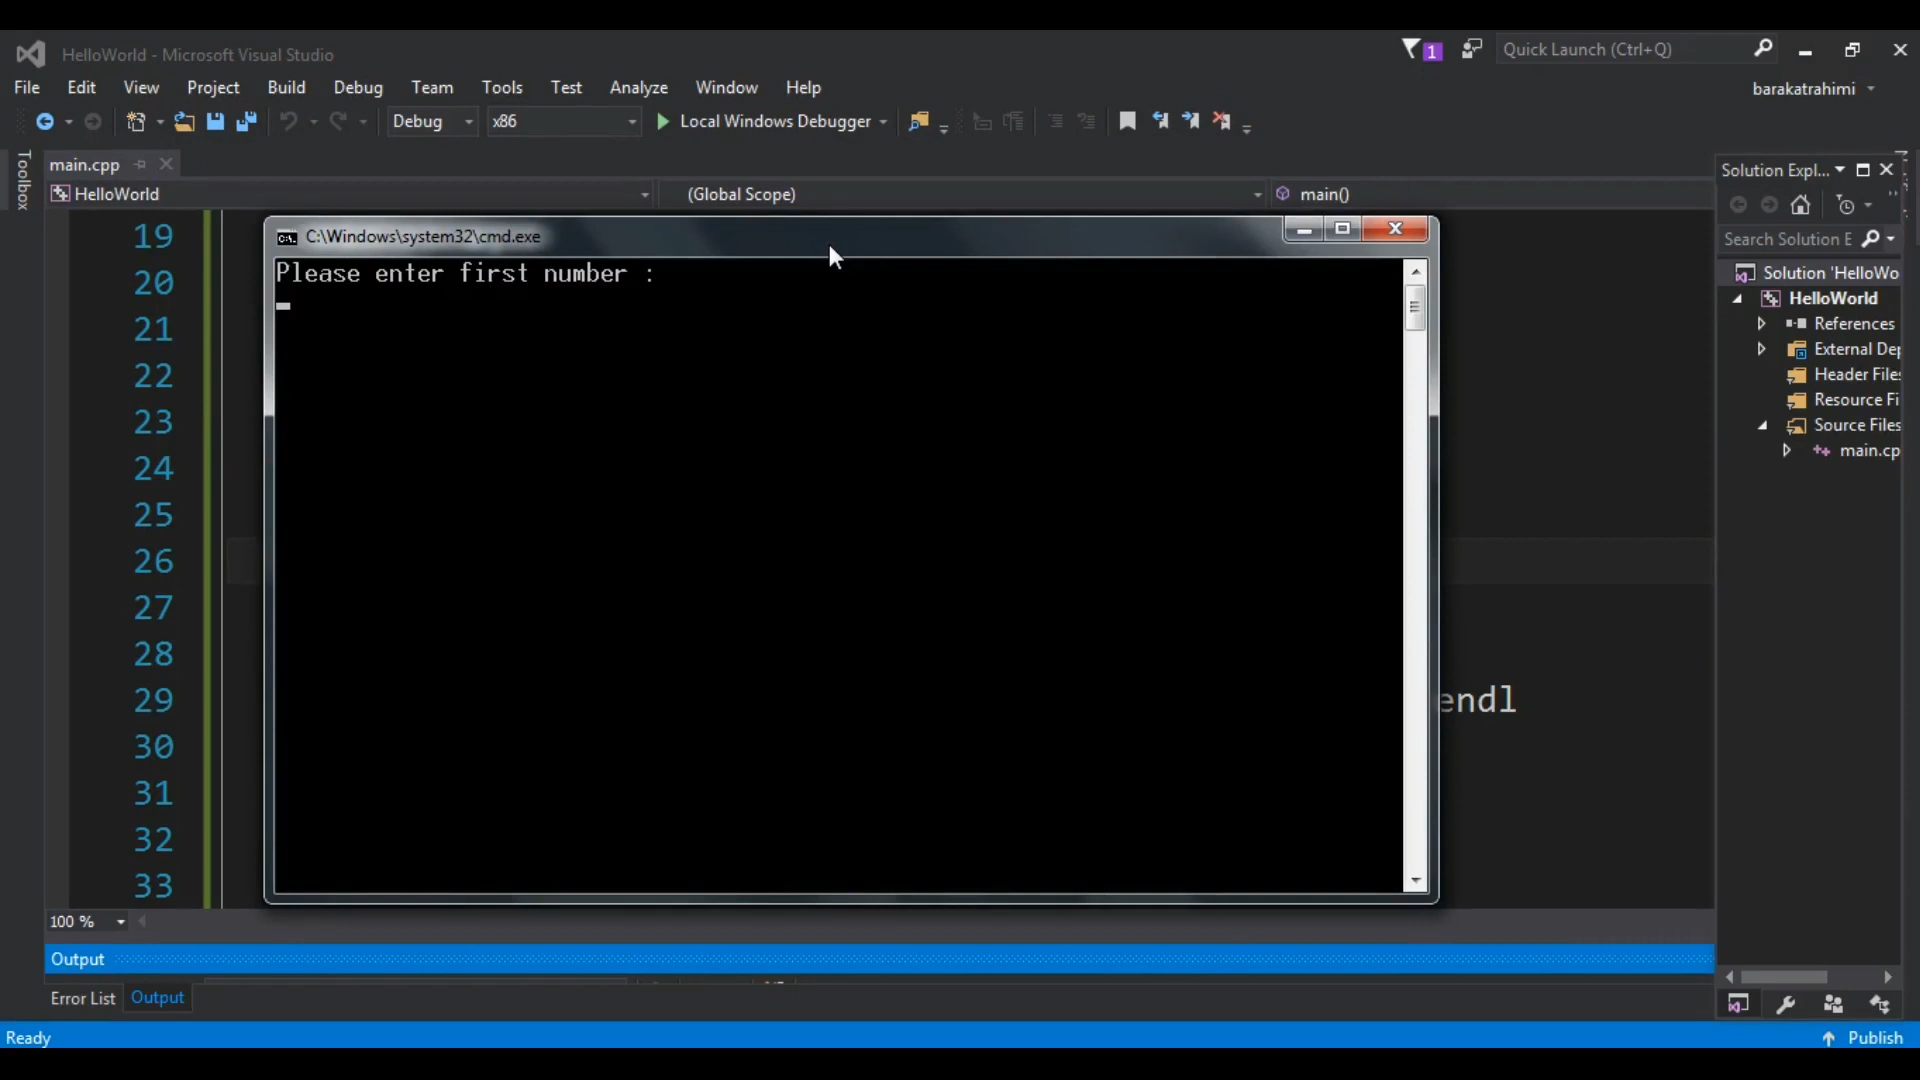 HelloWorld - Microsoft Visual Studio
1
Quick Launch (Ctrl+Q)
File Edit View Project Build Debug Team Tools Test Analyze Window Help
barakatrahimi
Debug
x86
Local Windows Debugger
Toolbox
main.cpp
HelloWorld
(Global Scope)
main()
Solution Expl...
Search Solution E
Solution 'HelloWo
HelloWorld
References
External Dep
Header Files
Resource Fi
Source Files
main.cp
C:\Windows\system32\cmd.exe
Please enter first number :
19
20
21
22
23
24
25
26
27
28
29
endl
30
31
32
33
100 %
Output
Error List Output
Ready
Publish